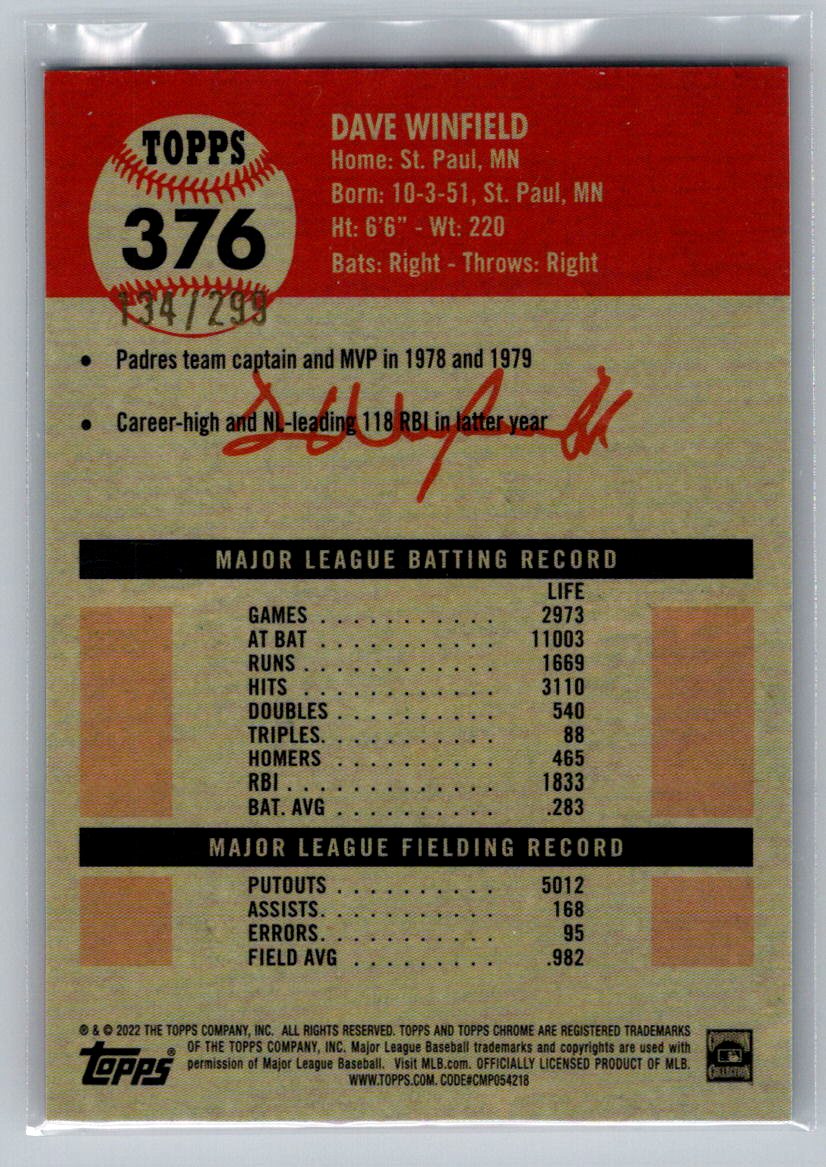 TOPPS
376
134/299
DAVE WINFIELD
Home: St. Paul, MN
Born: 10-3-51, St. Paul, MN
Ht: 6'6" - Wt: 220
Bats: Right - Throws: Right
• Padres team captain and MVP in 1978 and 1979
• Career-high and NL-leading 118 RBI in latter year
Dave Winfield
MAJOR LEAGUE BATTING RECORD
LIFE
GAMES . . . . . . . . . . . 2973
AT BAT . . . . . . . . . . . 11003
RUNS . . . . . . . . . . . . 1669
HITS . . . . . . . . . . . . 3110
DOUBLES . . . . . . . . . . 540
TRIPLES. . . . . . . . . . . 88
HOMERS . . . . . . . . . . 465
RBI . . . . . . . . . . . . . 1833
BAT. AVG . . . . . . . . . . .283
MAJOR LEAGUE FIELDING RECORD
PUTOUTS . . . . . . . . . . 5012
ASSISTS. . . . . . . . . . . 168
ERRORS. . . . . . . . . . . 95
FIELD AVG . . . . . . . . . .982
® & © 2022 THE TOPPS COMPANY, INC. ALL RIGHTS RESERVED. TOPPS AND TOPPS CHROME ARE REGISTERED TRADEMARKS
OF THE TOPPS COMPANY, INC. Major League Baseball trademarks and copyrights are used with
permission of Major League Baseball. Visit MLB.com. OFFICIALLY LICENSED PRODUCT OF MLB.
WWW.TOPPS.COM. CODE#CMP054218
TOPPS®
COOPERSTOWN
COLLECTION